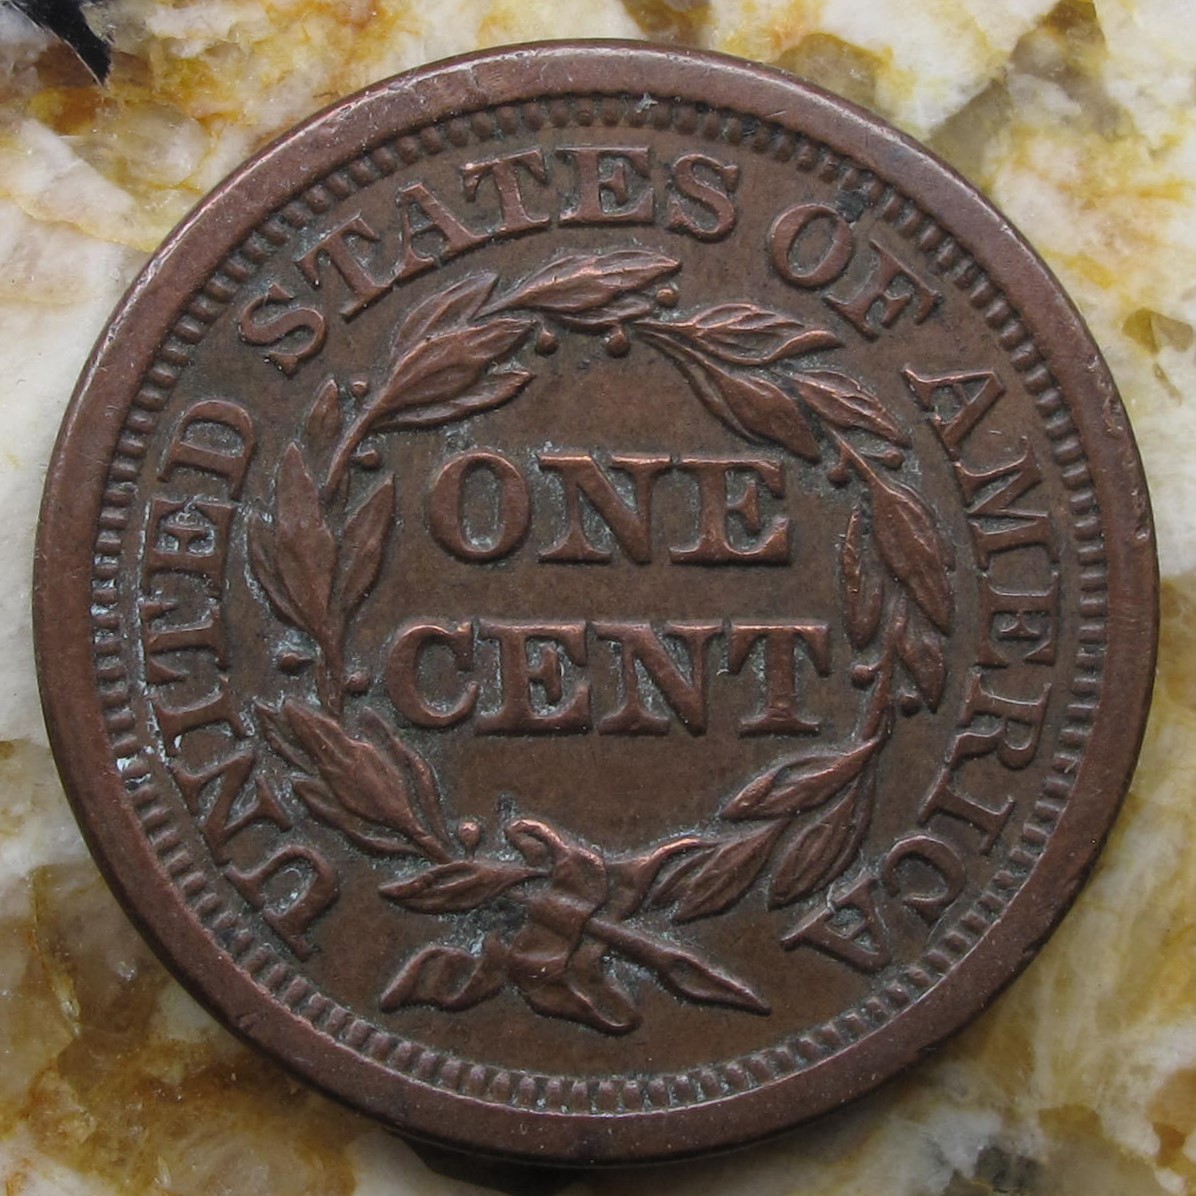 UNITED STATES OF AMERICA
ONE
CENT